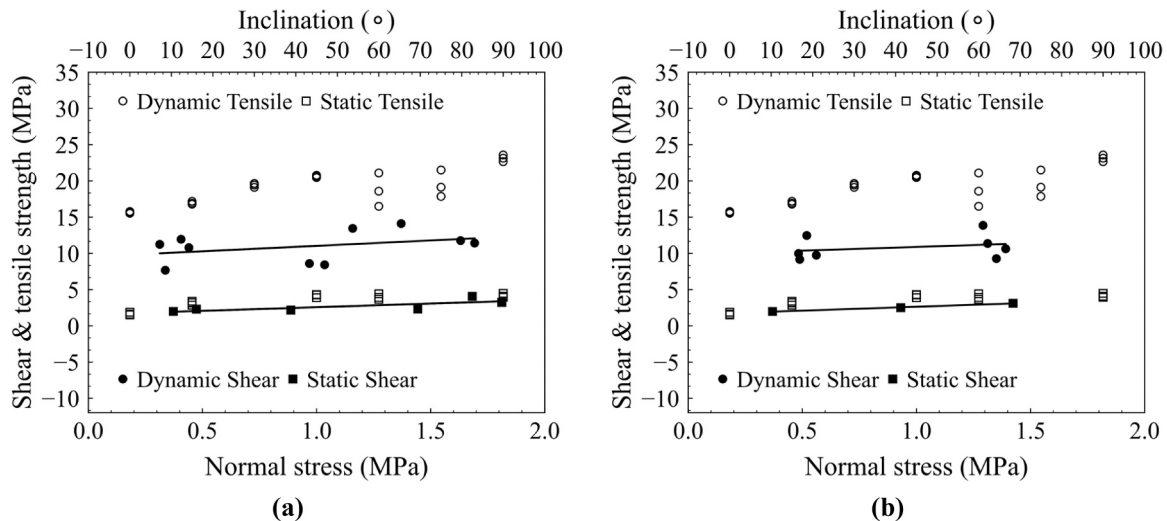 Inclination (∘)
−10 0 10 20 30 40 50 60 70 80 90 100
Shear & tensile strength (MPa)
35
30
25
20
15
10
5
0
−5
−10
Dynamic Tensile Static Tensile
Dynamic Shear Static Shear
0.0 0.5 1.0 1.5 2.0
Normal stress (MPa)
(a)
Inclination (∘)
−10 0 10 20 30 40 50 60 70 80 90 100
Shear & tensile strength (MPa)
35
30
25
20
15
10
5
0
−5
−10
Dynamic Tensile Static Tensile
Dynamic Shear Static Shear
0.0 0.5 1.0 1.5 2.0
Normal stress (MPa)
(b)